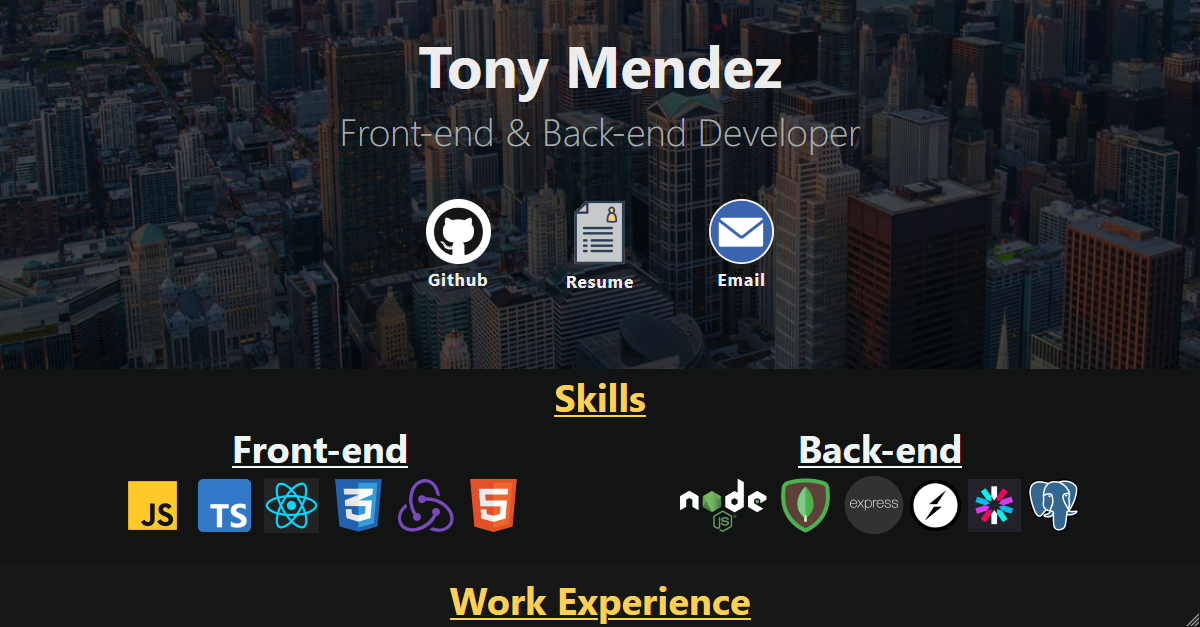 Tony Mendez
Front-end & Back-end Developer
Github
Resume
Email
Skills
Front-end
Back-end
JS
TS
3
5
node
JS
express
Work Experience